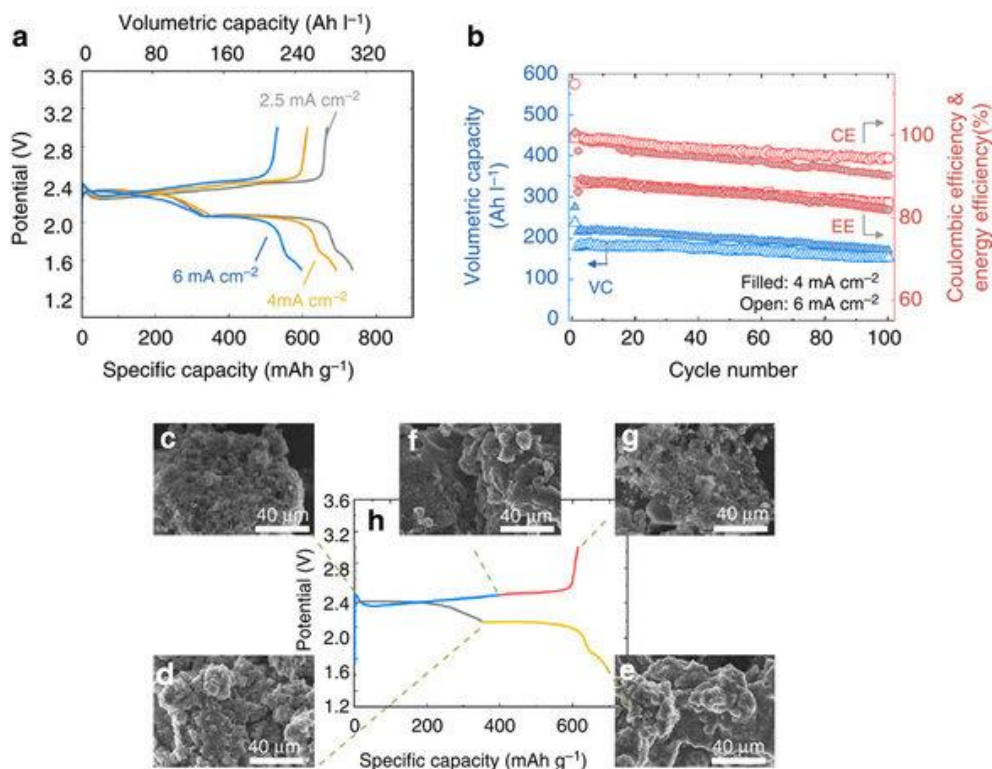 a
Volumetric capacity (Ah l⁻¹)
0 80 140 160 240 305
3.6
3.2
2.8
2.4
2.0
1.6
1.2
Potential (V)
2.5 mA cm⁻²
6 mA cm⁻²
4mA cm⁻²
0 200 400 600 800
Specific capacity (mAh g⁻¹)
b
600
500
400
300
200
100
0
Volumetric capacity
(Ah l⁻¹)
CE
EE
VC
Filled: 4 mA cm⁻²
Open: 6 mA cm⁻²
100
80
60
Coulombic efficiency &
energy efficiency(%)
0 20 40 60 80 100
Cycle number
c
40 μm
f
40 μm
g
40 μm
h
3.6
3.2
2.8
2.4
2.0
1.6
1.2
Potential (V)
d
40 μm
e
40 μm
0 200 400 600
Specific capacity (mAh g⁻¹)